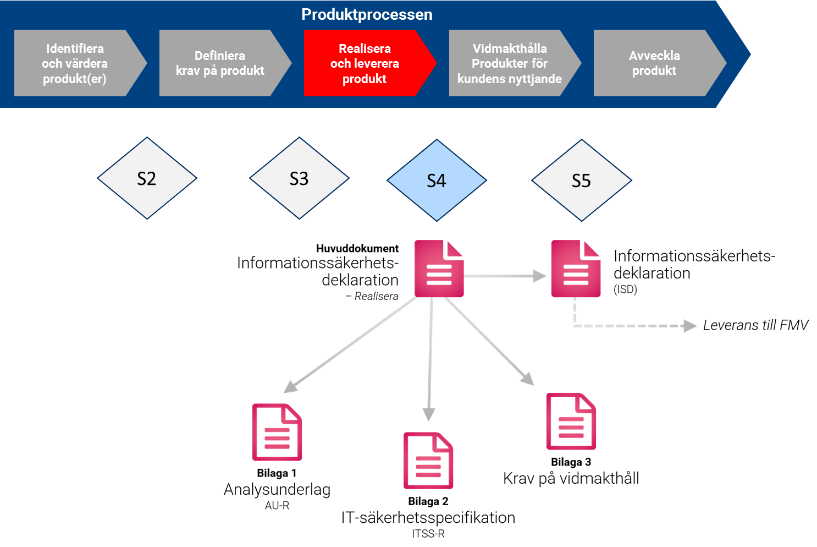 Produktprocessen
Identifiera
och värdera
produkt(er)
Definiera
krav på produkt
Realisera
och leverera
produkt
Vidmakthålla
Produkter för
kundens nyttjande
Avveckla
produkt
S2
S3
S4
S5
Huvuddokument
Informationssäkerhets-
deklaration
– Realisera
Informationssäkerhets-
deklaration
(ISD)
Leverans till FMV
Bilaga 1
Analysunderlag
AU-R
Bilaga 2
IT-säkerhetsspecifikation
ITSS-R
Bilaga 3
Krav på vidmakthåll